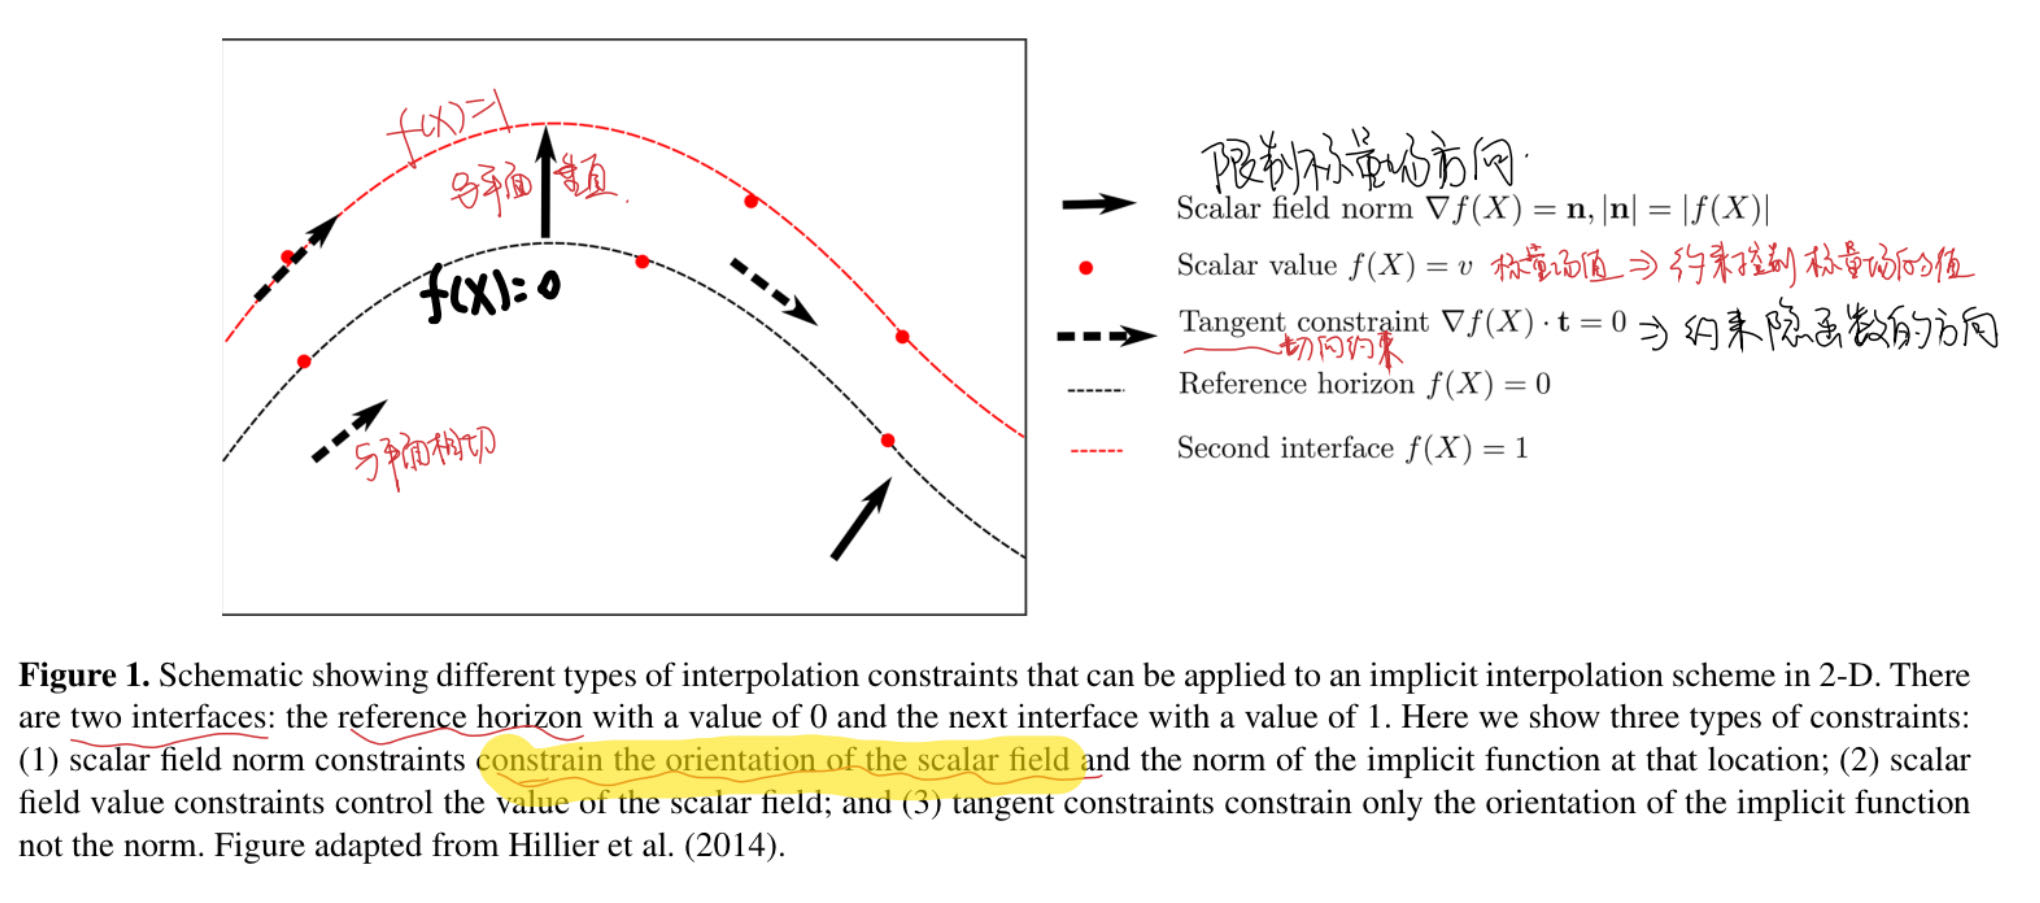 f(X)=1
与平面垂直.
f(X)=0
与平面相切
限制标量场方向.
Scalar field norm ∇f(X) = n, |n| = |f(X)|
Scalar value f(X) = v 标量场值 ⇒ 约束控制标量场的值
Tangent constraint ∇f(X) · t = 0 ⇒ 约束隐函数的方向
切向约束
Reference horizon f(X) = 0
Second interface f(X) = 1
Figure 1. Schematic showing different types of interpolation constraints that can be applied to an implicit interpolation scheme in 2-D. There
are two interfaces: the reference horizon with a value of 0 and the next interface with a value of 1. Here we show three types of constraints:
(1) scalar field norm constraints constrain the orientation of the scalar field and the norm of the implicit function at that location; (2) scalar
field value constraints control the value of the scalar field; and (3) tangent constraints constrain only the orientation of the implicit function
not the norm. Figure adapted from Hillier et al. (2014).